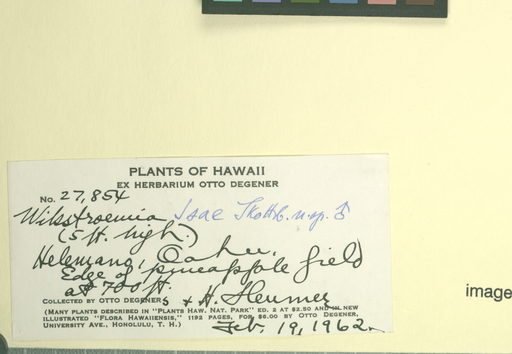 PLANTS OF HAWAII
EX HERBARIUM OTTO DEGENER
No. 27,854
Wikstroemia Isae Skottsb. n. sp. ♂
(5 ft. high.)
Helemano, Oahu.
Edge of pineapple field
at 700 ft.
COLLECTED BY OTTO DEGENER & H.
(MANY PLANTS DESCRIBED IN "PLANTS HAW. NAT. PARK" ED. 2 AT $2.50 AND IN NEW
ILLUSTRATED "FLORA HAWAIIENSIS," 1192 PAGES, FOR $6.00 BY OTTO DEGENER,
UNIVERSITY AVE., HONOLULU, T. H.) Feb. 19, 1962.
image